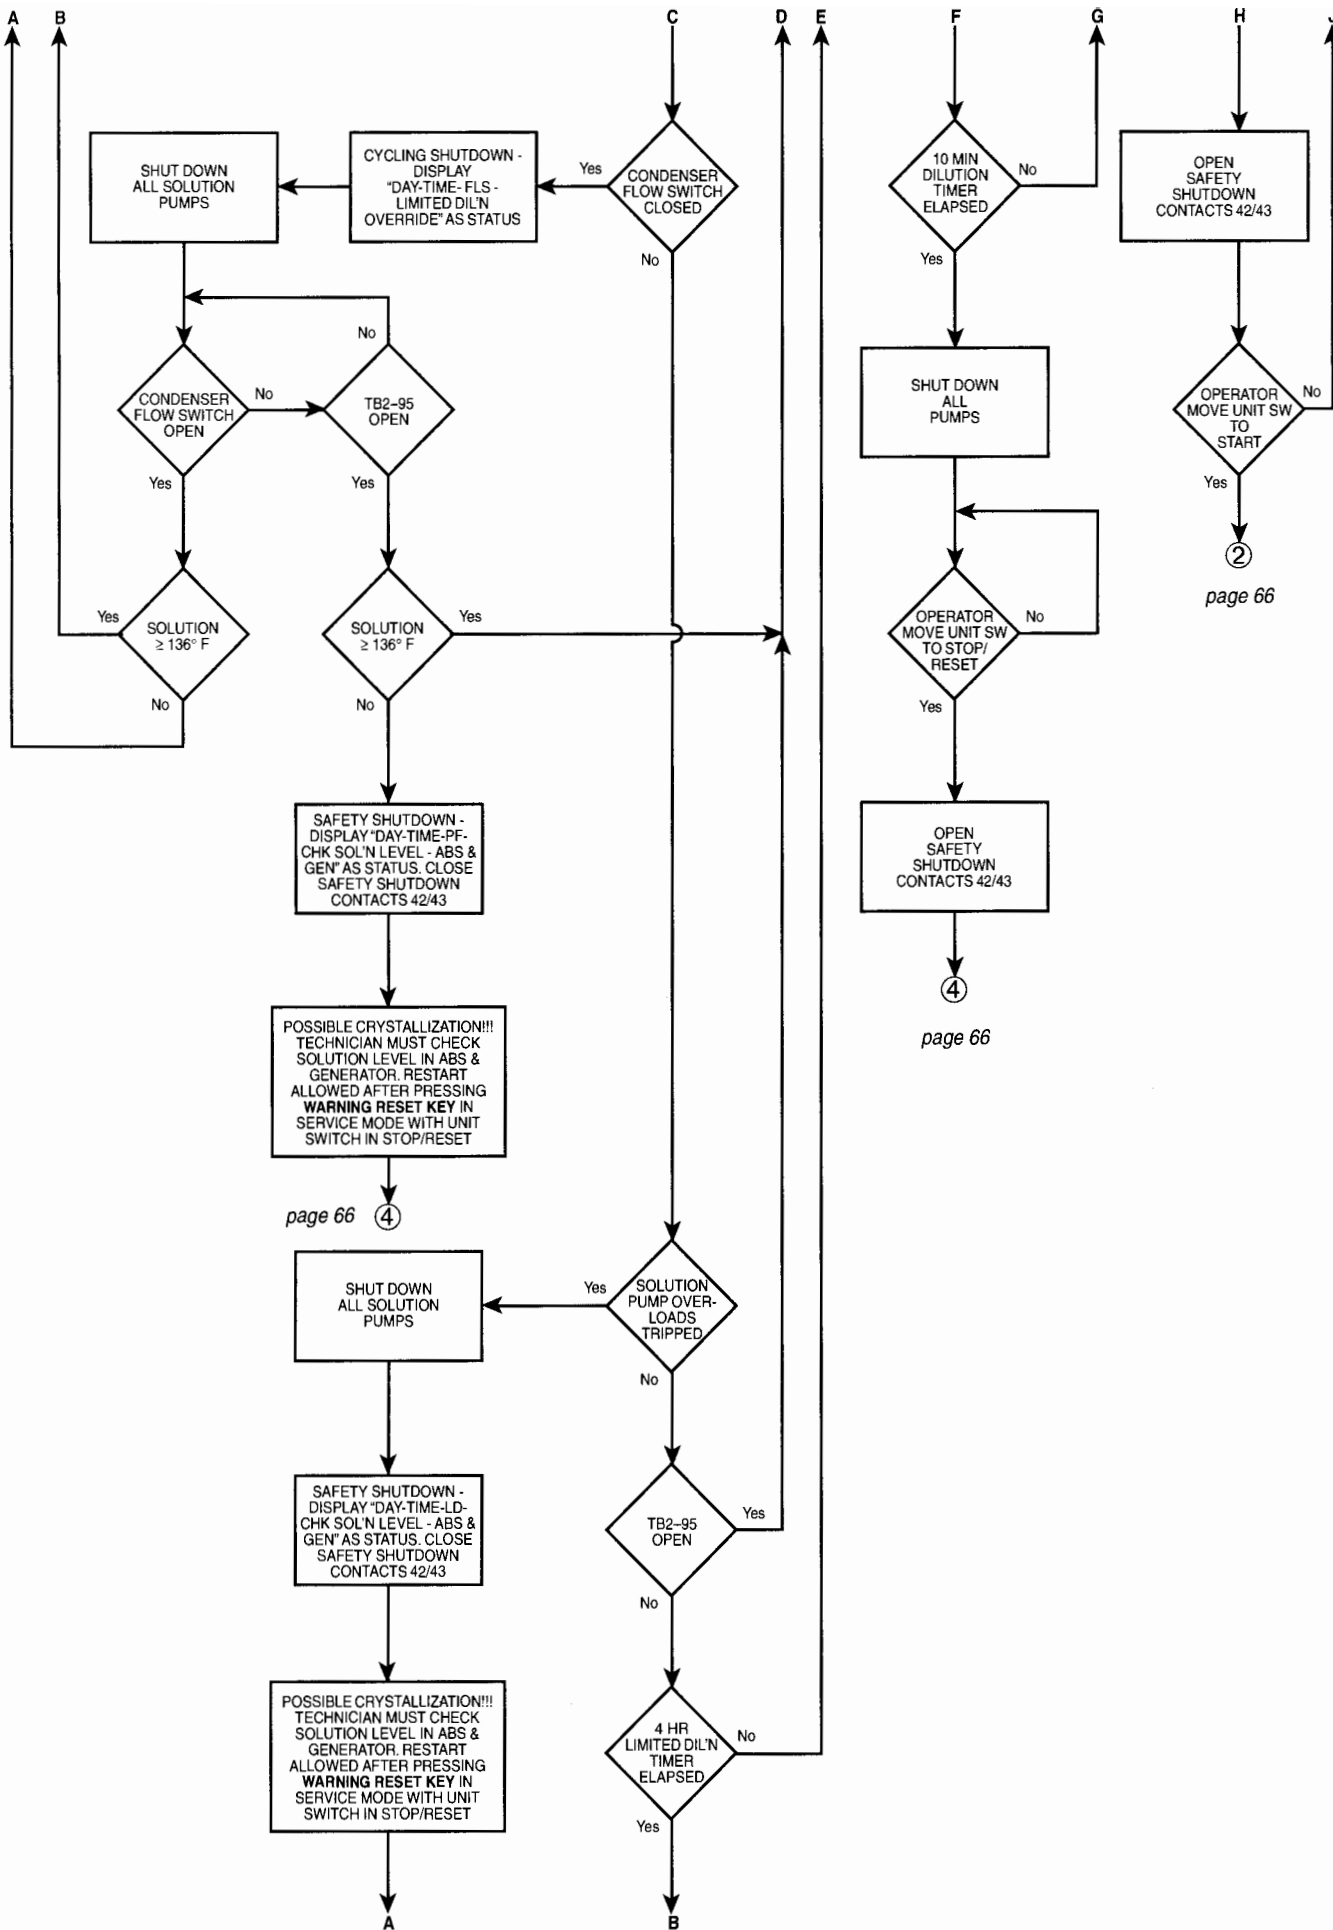 A B C D E F G H J
SHUT DOWN
ALL SOLUTION
PUMPS
CYCLING SHUTDOWN -
DISPLAY
"DAY-TIME- FLS -
LIMITED DIL'N
OVERRIDE" AS STATUS
Yes
CONDENSER
FLOW SWITCH
CLOSED
No
10 MIN
DILUTION
TIMER
ELAPSED
No
Yes
OPEN
SAFETY
SHUTDOWN
CONTACTS 42/43
No
CONDENSER
FLOW SWITCH
OPEN
No
Yes
TB2–95
OPEN
Yes
SHUT DOWN
ALL
PUMPS
OPERATOR
MOVE UNIT SW
TO
START
No
Yes
2
page 66
Yes
SOLUTION
≥ 136° F
No
SOLUTION
≥ 136° F
Yes
No
OPERATOR
MOVE UNIT SW
TO STOP/
RESET
No
Yes
SAFETY SHUTDOWN -
DISPLAY "DAY-TIME-PF-
CHK SOL'N LEVEL - ABS &
GEN" AS STATUS. CLOSE
SAFETY SHUTDOWN
CONTACTS 42/43
OPEN
SAFETY
SHUTDOWN
CONTACTS 42/43
4
page 66
POSSIBLE CRYSTALLIZATION!!!
TECHNICIAN MUST CHECK
SOLUTION LEVEL IN ABS &
GENERATOR. RESTART
ALLOWED AFTER PRESSING
WARNING RESET KEY IN
SERVICE MODE WITH UNIT
SWITCH IN STOP/RESET
page 66 4
SHUT DOWN
ALL SOLUTION
PUMPS
Yes
SOLUTION
PUMP OVER-
LOADS
TRIPPED
No
SAFETY SHUTDOWN -
DISPLAY "DAY-TIME-LD-
CHK SOL'N LEVEL - ABS &
GEN" AS STATUS. CLOSE
SAFETY SHUTDOWN
CONTACTS 42/43
TB2–95
OPEN
Yes
No
POSSIBLE CRYSTALLIZATION!!!
TECHNICIAN MUST CHECK
SOLUTION LEVEL IN ABS &
GENERATOR. RESTART
ALLOWED AFTER PRESSING
WARNING RESET KEY IN
SERVICE MODE WITH UNIT
SWITCH IN STOP/RESET
4 HR
LIMITED DIL'N
TIMER
ELAPSED
No
Yes
A B